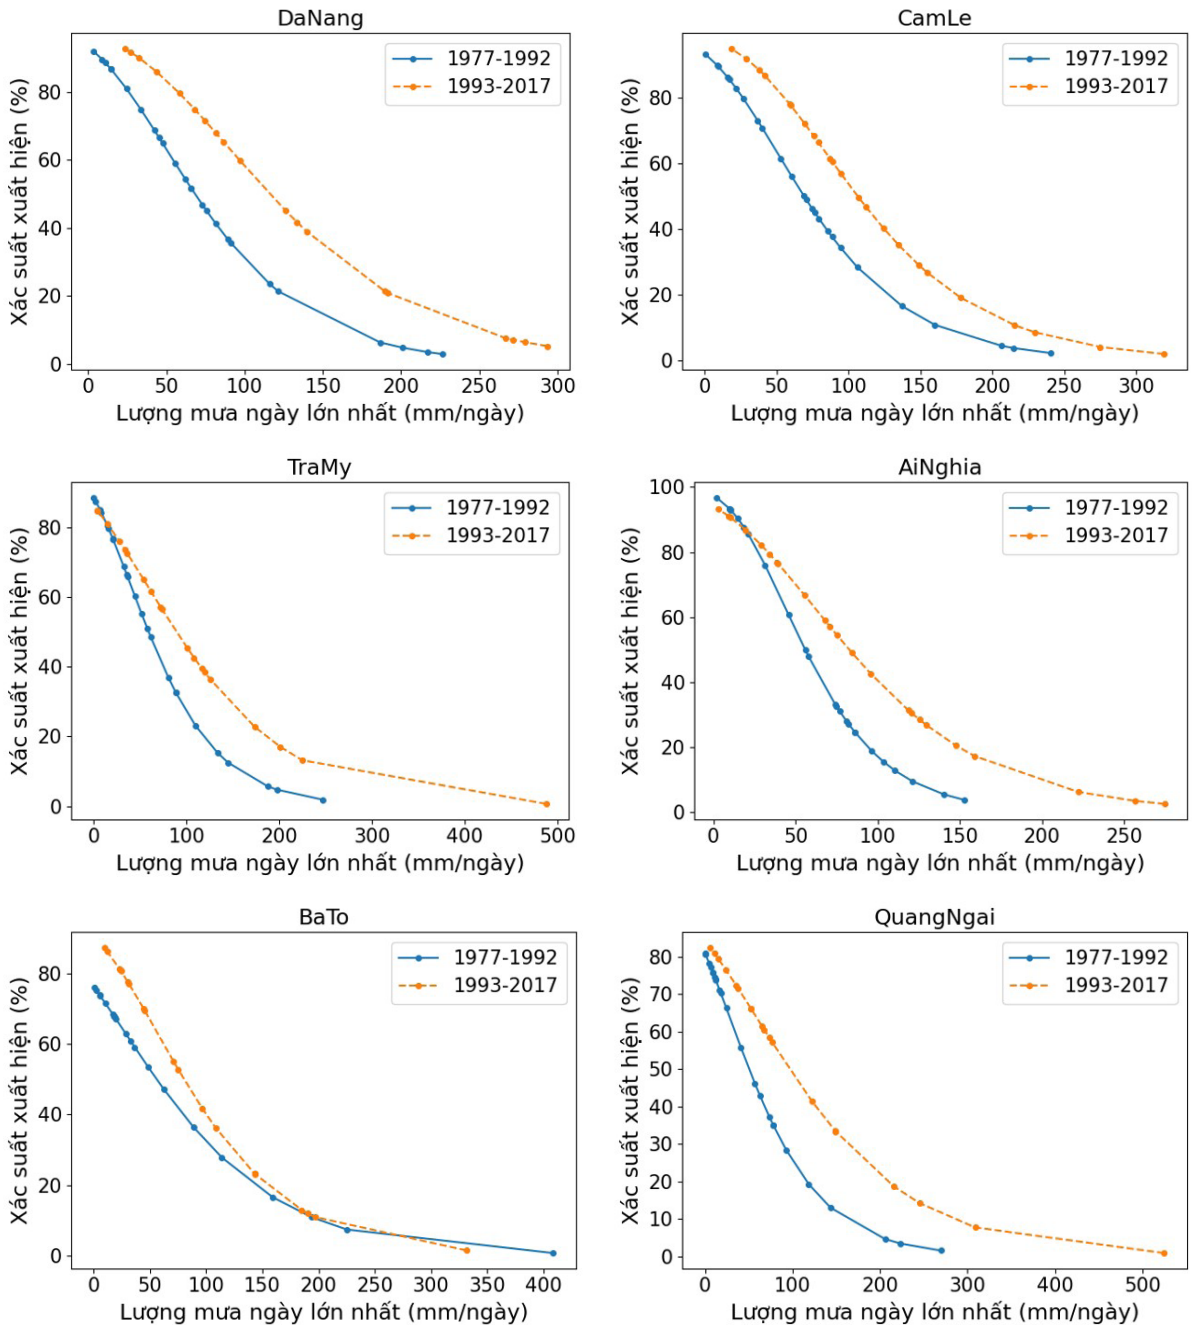 DaNang
1977-1992
1993-2017
80
60
40
20
0
0 50 100 150 200 250 300
Xác suất xuất hiện (%)
Lượng mưa ngày lớn nhất (mm/ngày)
CamLe
1977-1992
1993-2017
80
60
40
20
0
0 50 100 150 200 250 300
Xác suất xuất hiện (%)
Lượng mưa ngày lớn nhất (mm/ngày)
TraMy
1977-1992
1993-2017
80
60
40
20
0
0 100 200 300 400 500
Xác suất xuất hiện (%)
Lượng mưa ngày lớn nhất (mm/ngày)
AiNghia
1977-1992
1993-2017
100
80
60
40
20
0
0 50 100 150 200 250
Xác suất xuất hiện (%)
Lượng mưa ngày lớn nhất (mm/ngày)
BaTo
1977-1992
1993-2017
80
60
40
20
0
0 50 100 150 200 250 300 350 400
Xác suất xuất hiện (%)
Lượng mưa ngày lớn nhất (mm/ngày)
QuangNgai
1977-1992
1993-2017
80
70
60
50
40
30
20
10
0
0 100 200 300 400 500
Xác suất xuất hiện (%)
Lượng mưa ngày lớn nhất (mm/ngày)